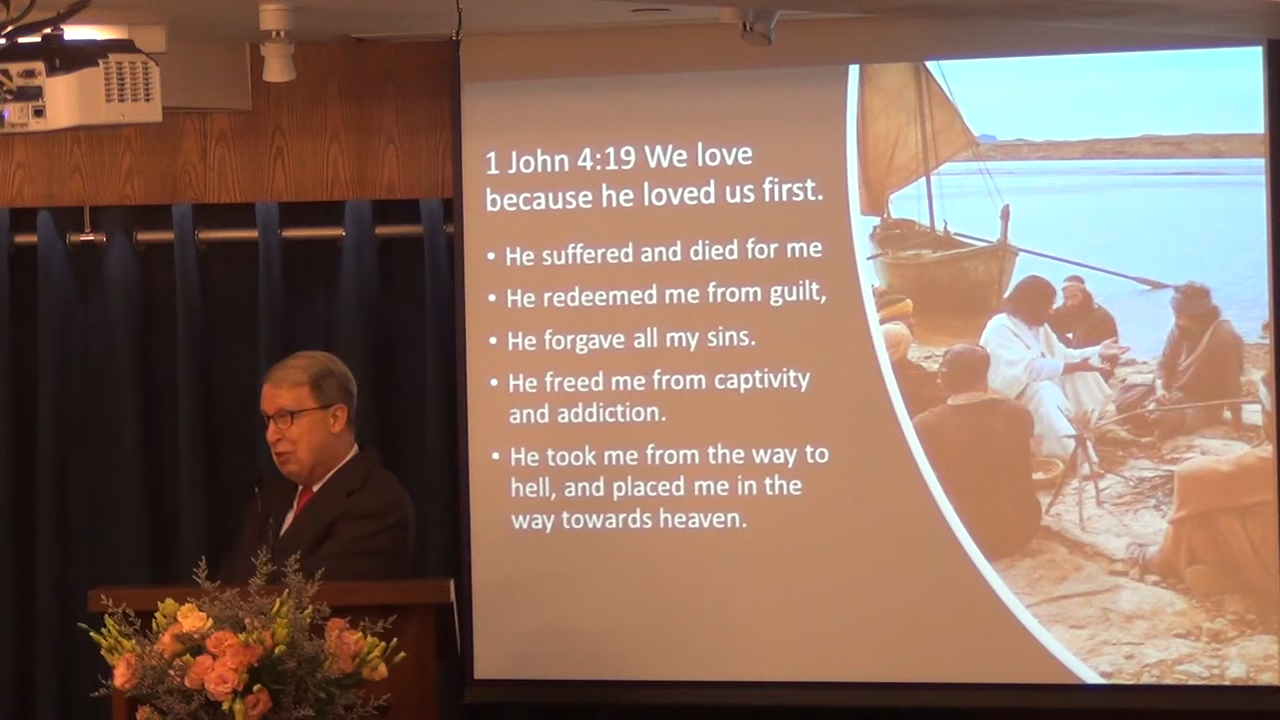 1 John 4:19 We love
because he loved us first.
• He suffered and died for me
• He redeemed me from guilt,
• He forgave all my sins.
• He freed me from captivity
and addiction.
• He took me from the way to
hell, and placed me in the
way towards heaven.